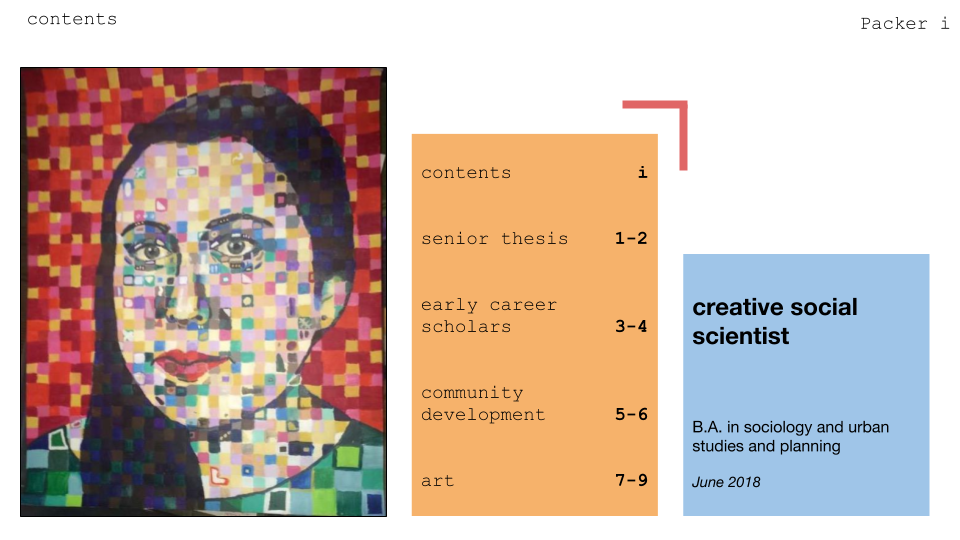 contents
Packer i
contents i
senior thesis 1-2
early career
scholars 3-4
community
development 5-6
art 7-9
creative social
scientist
B.A. in sociology and urban
studies and planning
June 2018